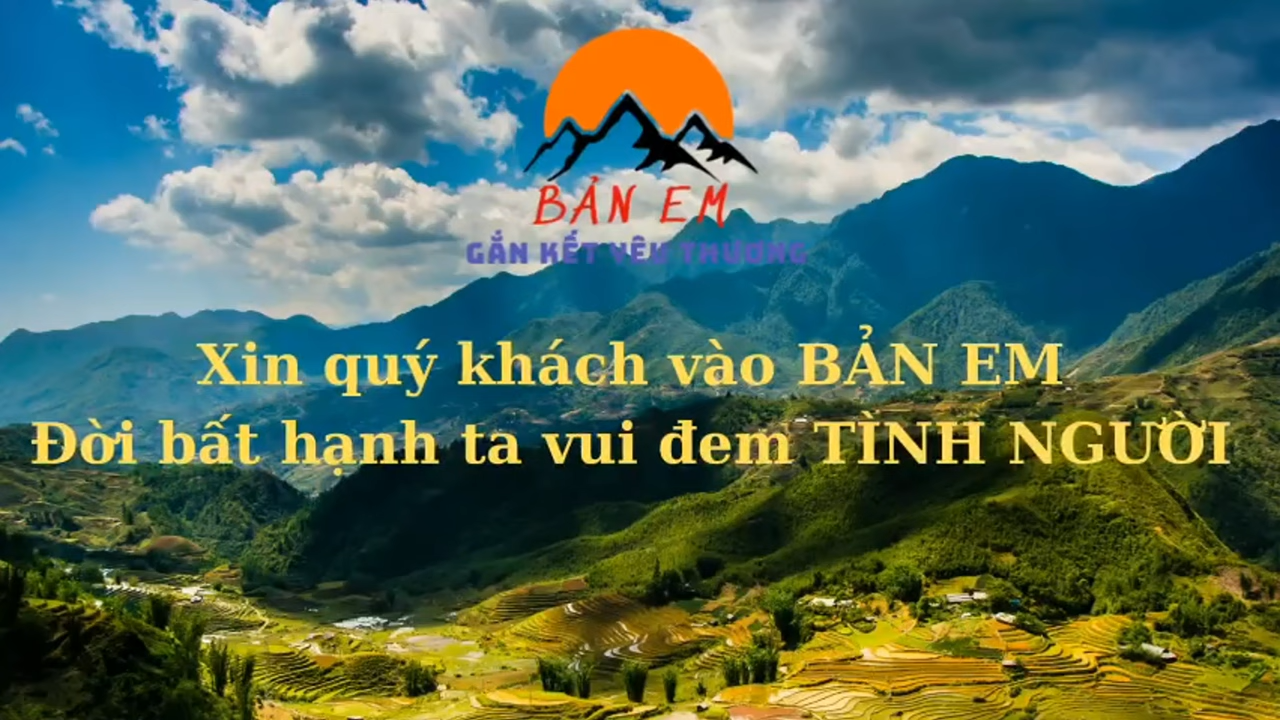 BẢN EM
GẮN KẾT YÊU THƯƠNG
Xin quý khách vào BẢN EM
Đời bất hạnh ta vui đem TÌNH NGƯỜI